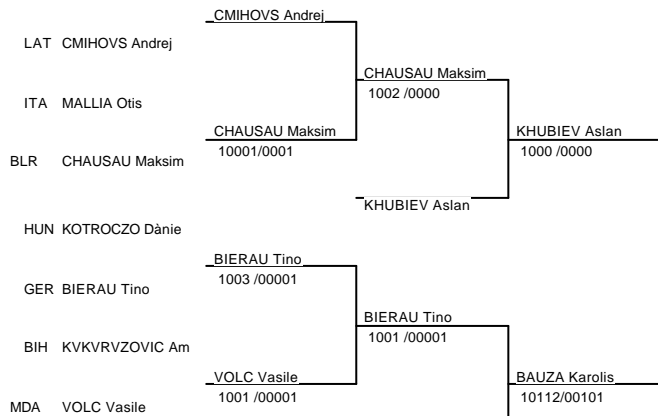 CMIHOVS Andrej
LAT CMIHOVS Andrej
CHAUSAU Maksim
1002 /0000
ITA MALLIA Otis
CHAUSAU Maksim
10001/0001
KHUBIEV Aslan
1000 /0000
BLR CHAUSAU Maksim
KHUBIEV Aslan
HUN KOTROCZO Dànie
BIERAU Tino
1003 /00001
GER BIERAU Tino
BIERAU Tino
1001 /00001
BIH KVKVRVZOVIC Am
VOLC Vasile
1001 /00001
BAUZA Karolis
10112/00101
MDA VOLC Vasile